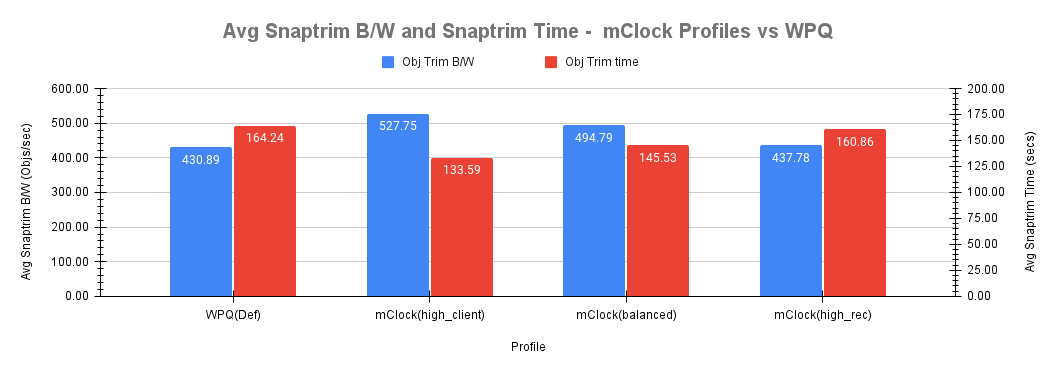 Avg Snaptrim B/W and Snaptrim Time - mClock Profiles vs WPQ
Obj Trim B/W
Obj Trim time
Avg Snaptrim B/W (Objs/sec)
600.00
500.00
400.00
300.00
200.00
100.00
0.00
430.89
164.24
527.75
133.59
494.79
145.53
437.78
160.86
200.00
175.00
150.00
125.00
100.00
75.00
50.00
25.00
0.00
Avg Snaptrim Time (secs)
WPQ(Def)
mClock(high_client)
mClock(balanced)
mClock(high_rec)
Profile